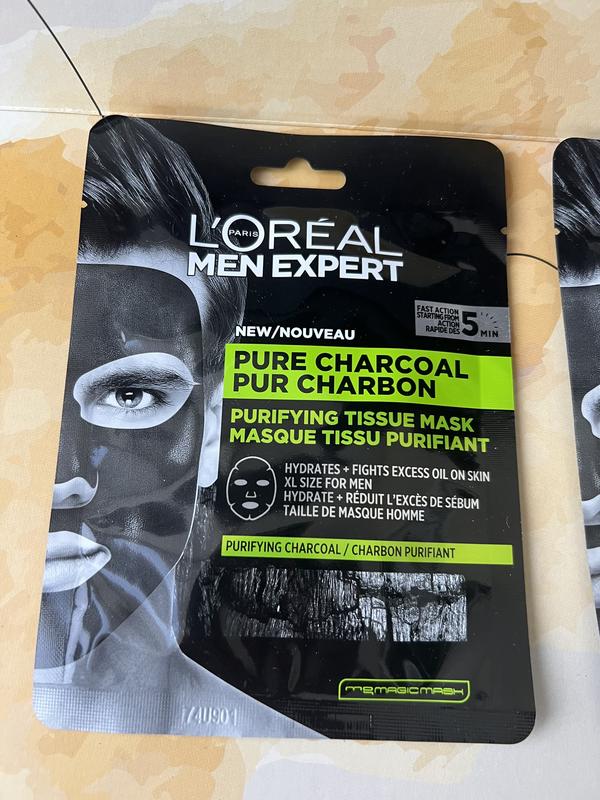 L'ORÉAL
PARIS
MEN EXPERT
FAST ACTION
STARTING FROM
ACTION
RAPIDE DÈS
5 MIN
NEW/NOUVEAU
PURE CHARCOAL
PUR CHARBON
PURIFYING TISSUE MASK
MASQUE TISSU PURIFIANT
HYDRATES + FIGHTS EXCESS OIL ON SKIN
XL SIZE FOR MEN
HYDRATE + RÉDUIT L'EXCÈS DE SÉBUM
TAILLE DE MASQUE HOMME
PURIFYING CHARCOAL / CHARBON PURIFIANT